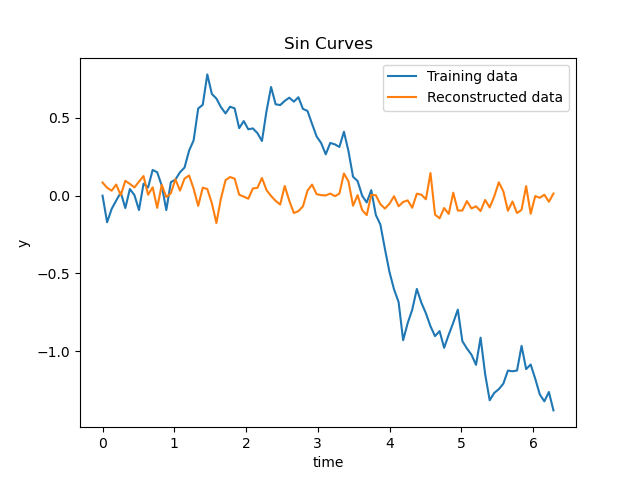 Sin Curves
Training data
Reconstructed data
0.5
0.0
−0.5
−1.0
y
0 1 2 3 4 5 6
time